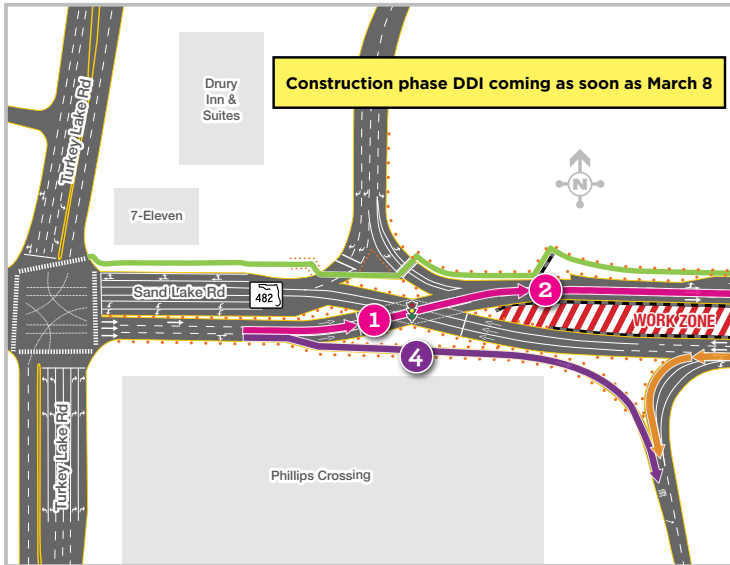 Construction phase DDI coming as soon as March 8
Turkey Lake Rd
Drury
Inn &
Suites
7-Eleven
N
Sand Lake Rd
482
1
2
WORK ZONE
4
Turkey Lake Rd
Phillips Crossing